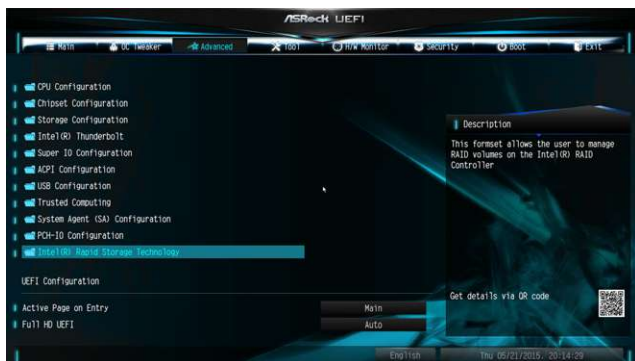 ASRock UEFI
Main
OC Tweaker
Advanced
Tool
H/W Monitor
Security
Boot
Exit
CPU Configuration
Chipset Configuration
Storage Configuration
Intel(R) Thunderbolt
Super IO Configuration
ACPI Configuration
USB Configuration
Trusted Computing
System Agent (SA) Configuration
PCH-IO Configuration
Intel(R) Rapid Storage Technology
UEFI Configuration
Active Page on Entry
Main
Full HD UEFI
Auto
Description
This formset allows the user to manage
RAID volumes on the Intel(R) RAID
Controller
Get details via QR code
English
Thu 05/21/2015. 20:14:29